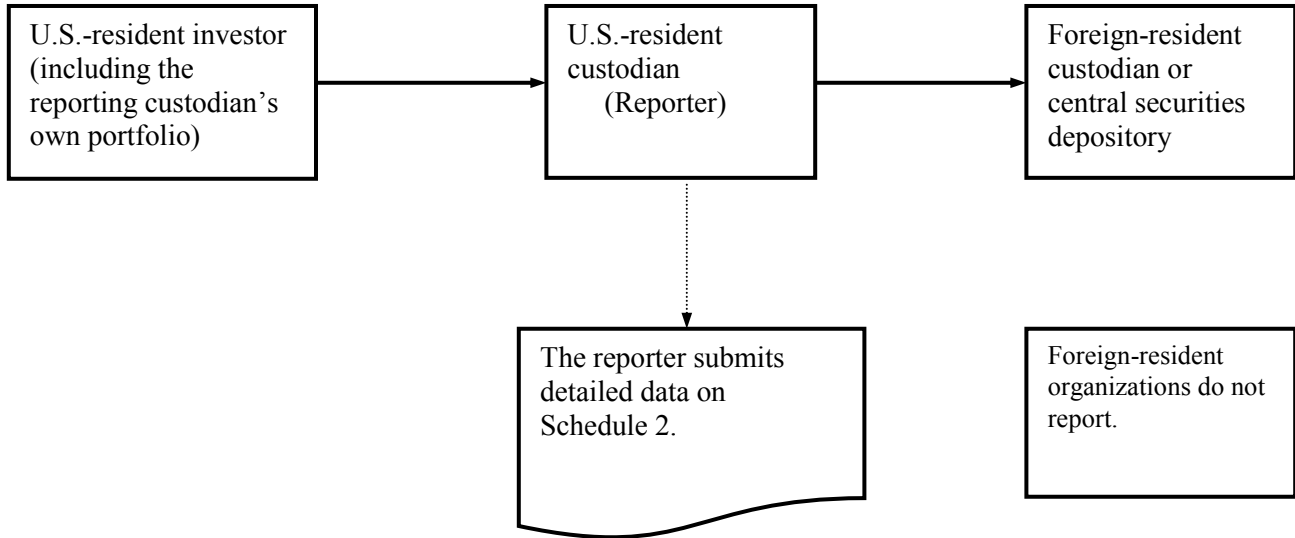 U.S.-resident investor
(including the
reporting custodian’s
own portfolio)
U.S.-resident
custodian
(Reporter)
Foreign-resident
custodian or
central securities
depository
The reporter submits
detailed data on
Schedule 2.
Foreign-resident
organizations do not
report.